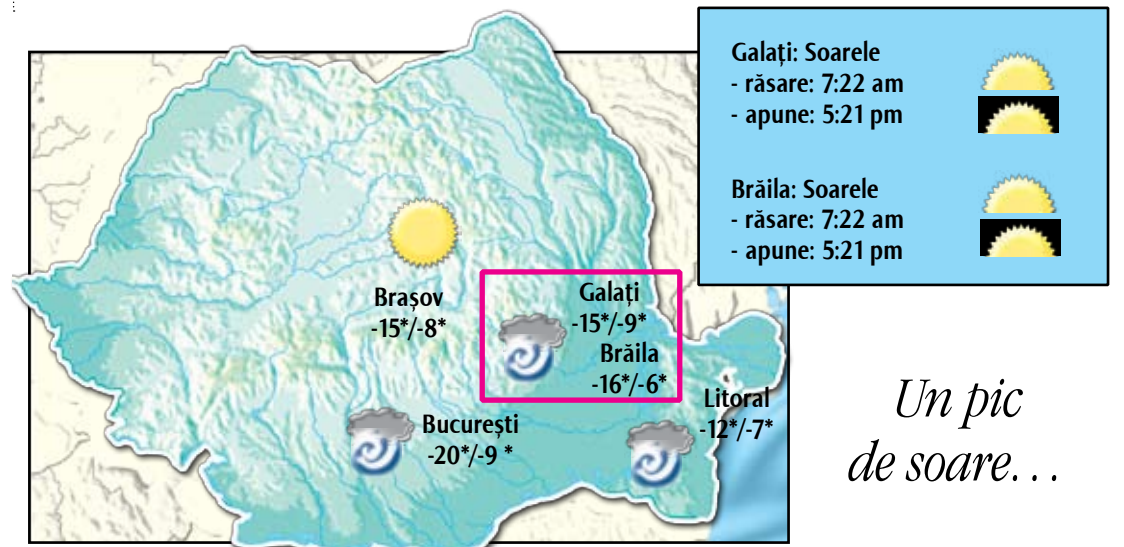 Galați: Soarele
- răsare: 7:22 am
- apune: 5:21 pm
Brăila: Soarele
- răsare: 7:22 am
- apune: 5:21 pm
Brașov
-15*/-8*
Galați
-15*/-9*
Brăila
-16*/-6*
București
-20*/-9 *
Litoral
-12*/-7*
Un pic
de soare...